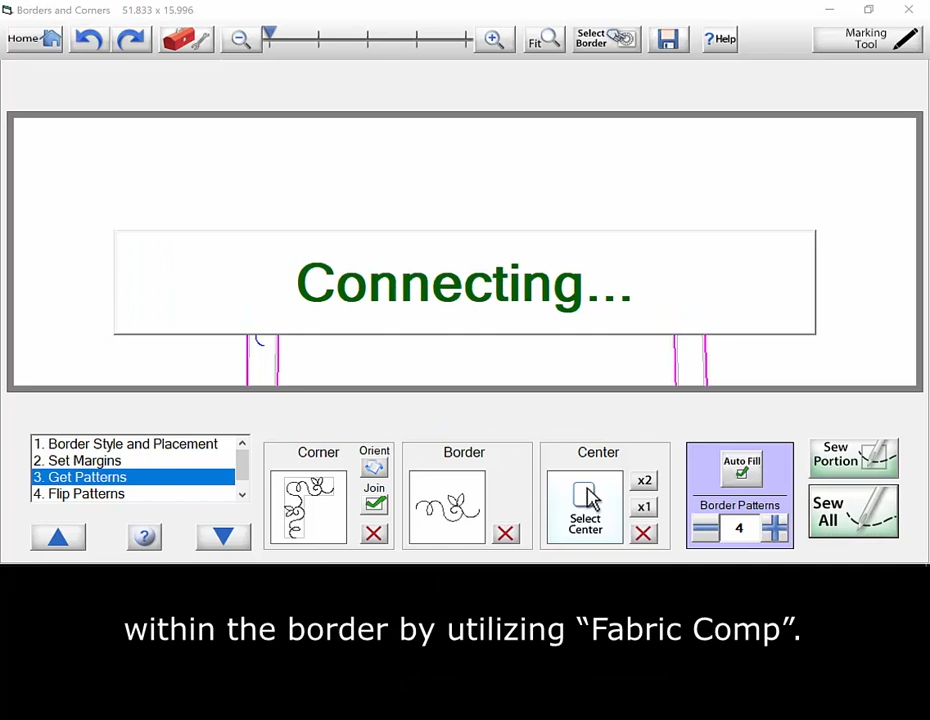 Borders and Corners 51.833 x 15.996
Home
Fit
Select
Border
? Help
Marking
Tool
Connecting...
1. Border Style and Placement
2. Set Margins
3. Get Patterns
4. Flip Patterns
?
Corner
Orient
Join
Border
Center
Select
Center
x2
x1
Auto Fill
Border Patterns
4
Sew
Portion
Sew
All
within the border by utilizing “Fabric Comp”.